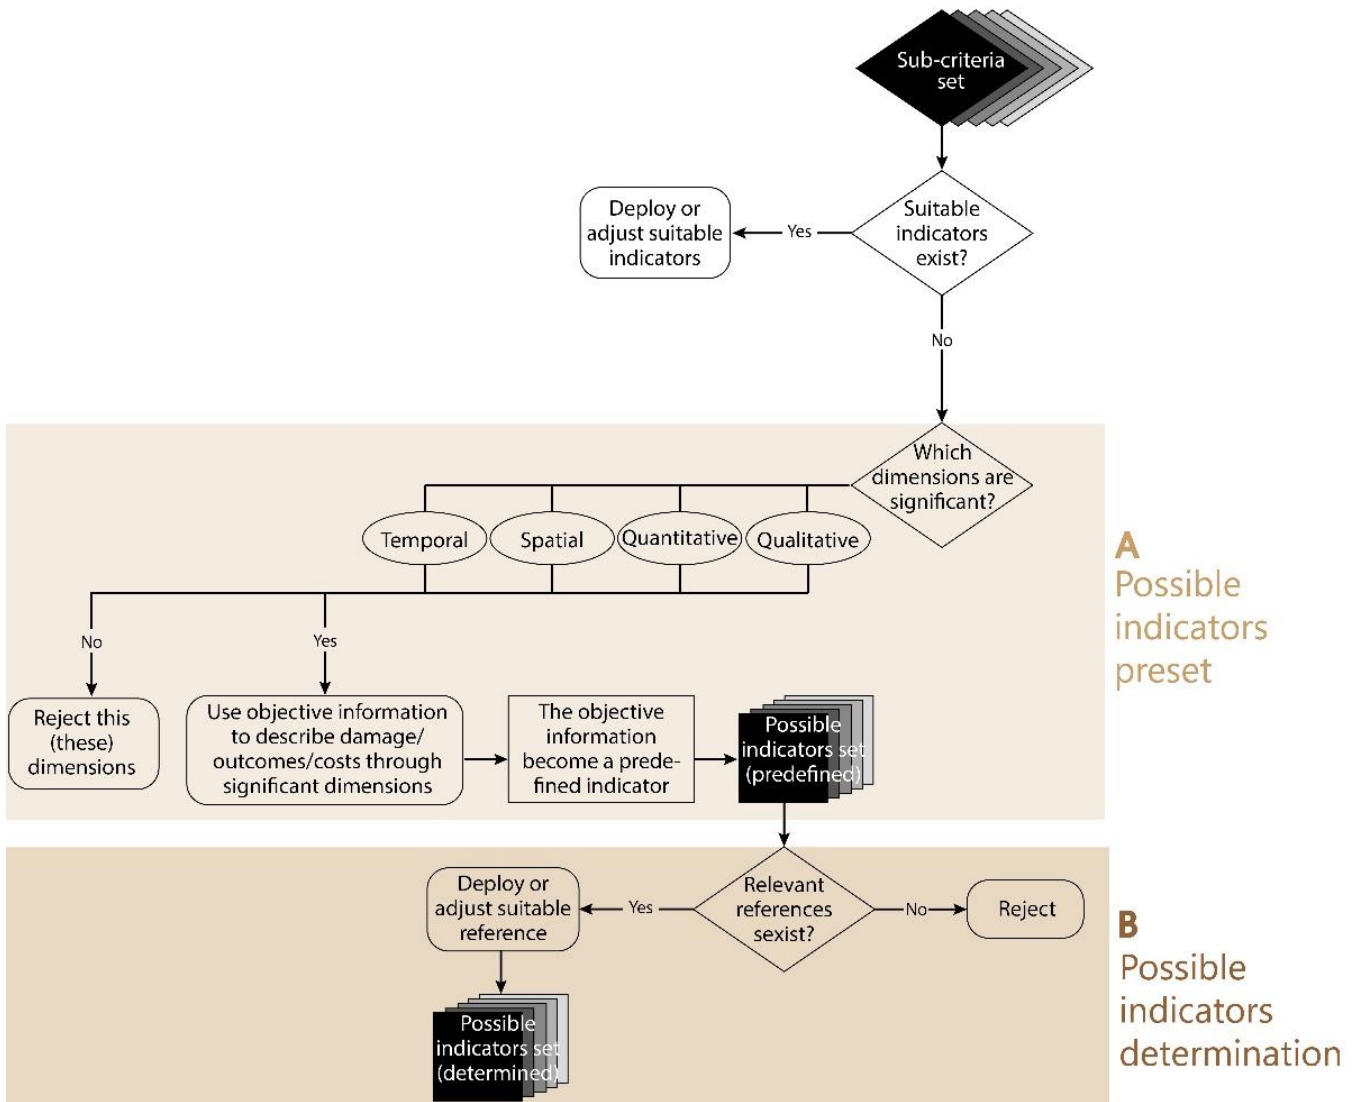 Sub-criteria
set
Suitable
indicators
exist?
Yes
Deploy or
adjust suitable
indicators
No
Which
dimensions are
significant?
Temporal
Spatial
Quantitative
Qualitative
No
Yes
Reject this
(these)
dimensions
Use objective information
to describe damage/
outcomes/costs through
significant dimensions
The objective
information
become a prede-
fined indicator
Possible
indicators set
(predefined)
A
Possible
indicators
preset
Relevant
references
sexist?
Yes
No
Deploy or
adjust suitable
reference
Reject
Possible
indicators set
(determined)
B
Possible
indicators
determination